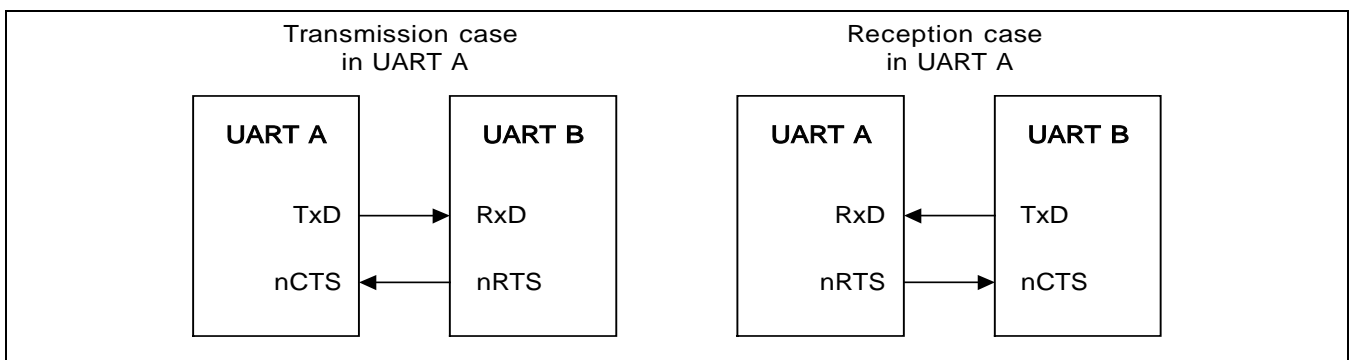 Transmission case
in UART A
UART A
UART B
TxD
RxD
nCTS
nRTS
Reception case
in UART A
UART A
UART B
RxD
TxD
nRTS
nCTS